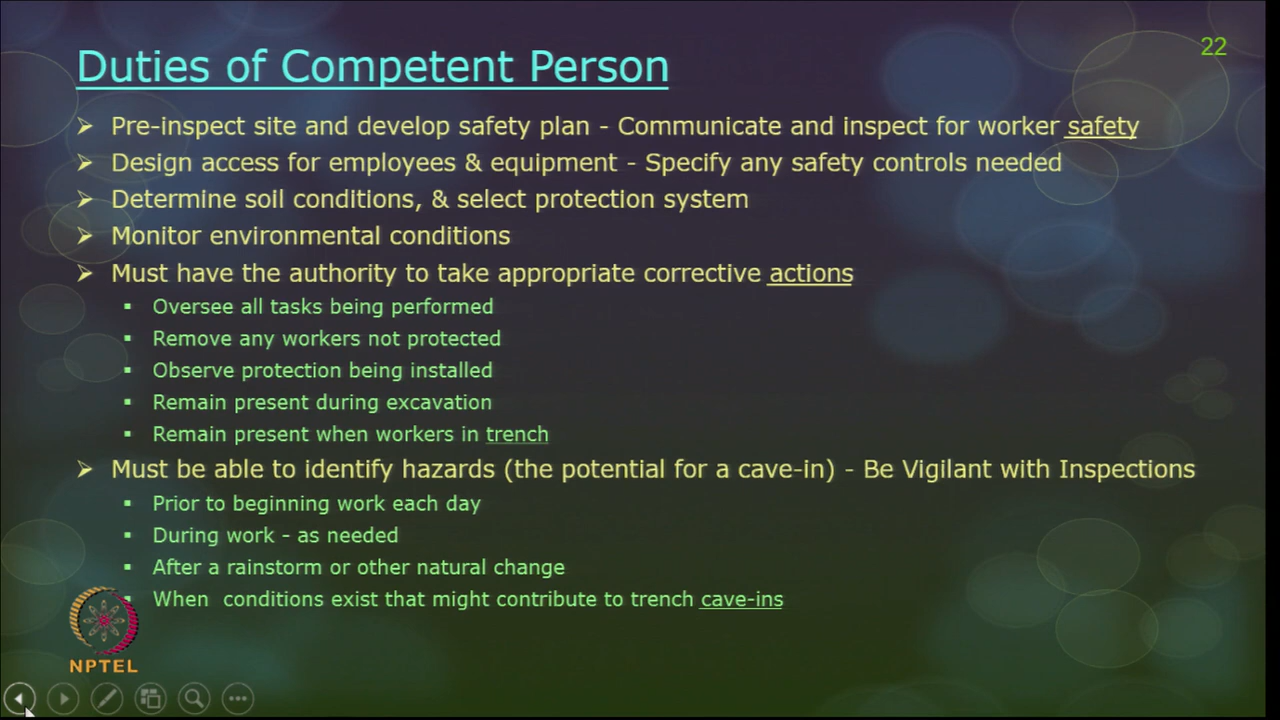 22
Duties of Competent Person
Pre-inspect site and develop safety plan - Communicate and inspect for worker safety
Design access for employees & equipment - Specify any safety controls needed
Determine soil conditions, & select protection system
Monitor environmental conditions
Must have the authority to take appropriate corrective actions
Oversee all tasks being performed
Remove any workers not protected
Observe protection being installed
Remain present during excavation
Remain present when workers in trench
Must be able to identify hazards (the potential for a cave-in) - Be Vigilant with Inspections
Prior to beginning work each day
During work - as needed
After a rainstorm or other natural change
When conditions exist that might contribute to trench cave-ins
NPTEL